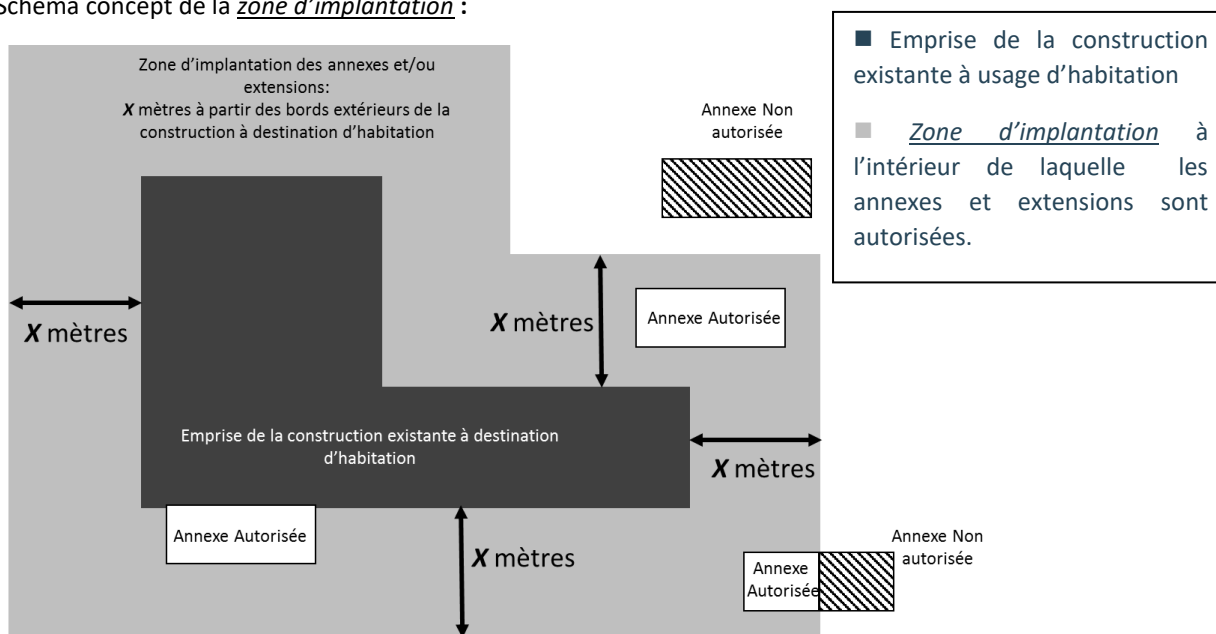 Schéma concept de la zone d'implantation :
Zone d'implantation des annexes et/ou
extensions:
X mètres à partir des bords extérieurs de la
construction à destination d'habitation
Annexe Non
autorisée
■ Emprise de la construction
existante à usage d'habitation
■ Zone d'implantation à
l'intérieur de laquelle les
annexes et extensions sont
autorisées.
X mètres
X mètres
Annexe Autorisée
Emprise de la construction existante à destination
d'habitation
X mètres
Annexe Autorisée
X mètres
Annexe
Autorisée
Annexe Non
autorisée